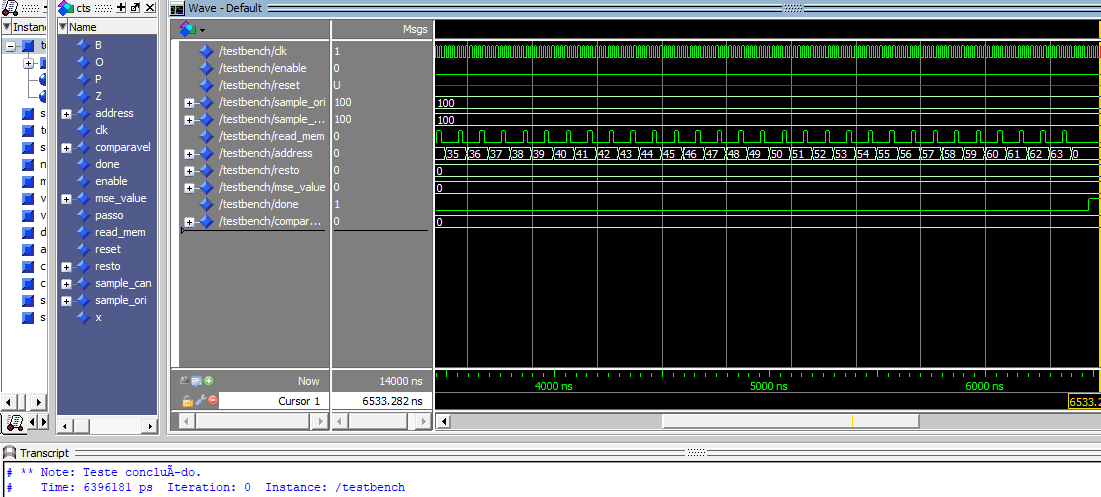 cts
Wave - Default
Instan
Name
Msgs
B
O
P
Z
address
clk
comparavel
done
enable
mse_value
passo
read_mem
reset
resto
sample_can
sample_ori
x
/testbench/clk 1
/testbench/enable 0
/testbench/reset U
/testbench/sample_ori 100 100
/testbench/sample_... 100 100
/testbench/read_mem 0
/testbench/address 0 35 36 37 38 39 40 41 42 43 44 45 46 47 48 49 50 51 52 53 54 55 56 57 58 59 60 61 62 63 0
/testbench/resto 0 0
/testbench/mse_value 0 0
/testbench/done 1
/testbench/compar... 0 0
Now 14000 ns 4000 ns 5000 ns 6000 ns
Cursor 1 6533.282 ns 6533.2
Transcript
# ** Note: Teste concluÃ-do.
#    Time: 6396181 ps  Iteration: 0  Instance: /testbench